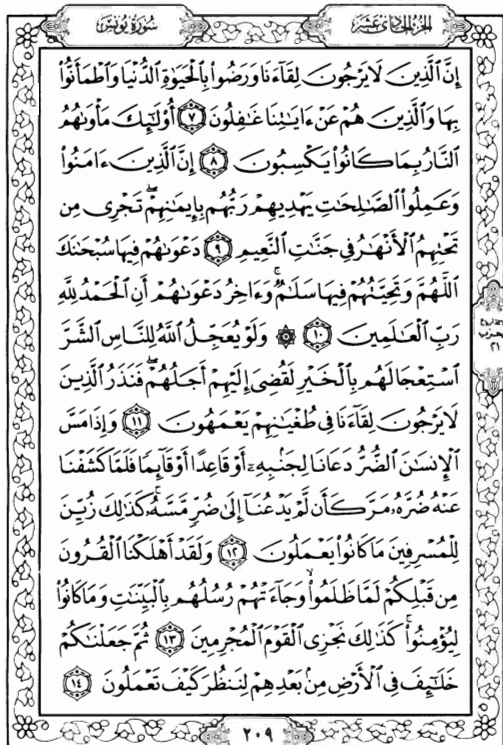 سُورَةُ يُونُسَ
الجزء الحادي عشر
إِنَّ ٱلَّذِينَ لَا يَرْجُونَ لِقَآءَنَا وَرَضُوا۟ بِٱلْحَيَوٰةِ ٱلدُّنْيَا وَٱطْمَأَنُّوا۟
بِهَا وَٱلَّذِينَ هُمْ عَنْ ءَايَٰتِنَا غَٰفِلُونَ ٧ أُو۟لَٰٓئِكَ مَأْوَىٰهُمُ
ٱلنَّارُ بِمَا كَانُوا۟ يَكْسِبُونَ ٨ إِنَّ ٱلَّذِينَ ءَامَنُوا۟
وَعَمِلُوا۟ ٱلصَّٰلِحَٰتِ يَهْدِيهِمْ رَبُّهُم بِإِيمَٰنِهِمْ ۖ تَجْرِى مِن
تَحْتِهِمُ ٱلْأَنْهَٰرُ فِى جَنَّٰتِ ٱلنَّعِيمِ ٩ دَعْوَىٰهُمْ فِيهَا سُبْحَٰنَكَ
ٱللَّهُمَّ وَتَحِيَّتُهُمْ فِيهَا سَلَٰمٌ ۚ وَءَاخِرُ دَعْوَىٰهُمْ أَنِ ٱلْحَمْدُ لِلَّهِ
رَبِّ ٱلْعَٰلَمِينَ ١٠ ۞ وَلَوْ يُعَجِّلُ ٱللَّهُ لِلنَّاسِ ٱلشَّرَّ
ٱسْتِعْجَالَهُم بِٱلْخَيْرِ لَقُضِىَ إِلَيْهِمْ أَجَلُهُمْ ۖ فَنَذَرُ ٱلَّذِينَ
لَا يَرْجُونَ لِقَآءَنَا فِى طُغْيَٰنِهِمْ يَعْمَهُونَ ١١ وَإِذَا مَسَّ
ٱلْإِنسَٰنَ ٱلضُّرُّ دَعَانَا لِجَنۢبِهِۦٓ أَوْ قَاعِدًا أَوْ قَآئِمًا فَلَمَّا كَشَفْنَا
عَنْهُ ضُرَّهُۥ مَرَّ كَأَن لَّمْ يَدْعُنَآ إِلَىٰ ضُرٍّ مَّسَّهُۥ ۚ كَذَٰلِكَ زُيِّنَ
لِلْمُسْرِفِينَ مَا كَانُوا۟ يَعْمَلُونَ ١٢ وَلَقَدْ أَهْلَكْنَا ٱلْقُرُونَ
مِن قَبْلِكُمْ لَمَّا ظَلَمُوا۟ ۙ وَجَآءَتْهُمْ رُسُلُهُم بِٱلْبَيِّنَٰتِ وَمَا كَانُوا۟
لِيُؤْمِنُوا۟ ۚ كَذَٰلِكَ نَجْزِى ٱلْقَوْمَ ٱلْمُجْرِمِينَ ١٣ ثُمَّ جَعَلْنَٰكُمْ
خَلَٰٓئِفَ فِى ٱلْأَرْضِ مِنۢ بَعْدِهِمْ لِنَنظُرَ كَيْفَ تَعْمَلُونَ ١٤
٢٠٩